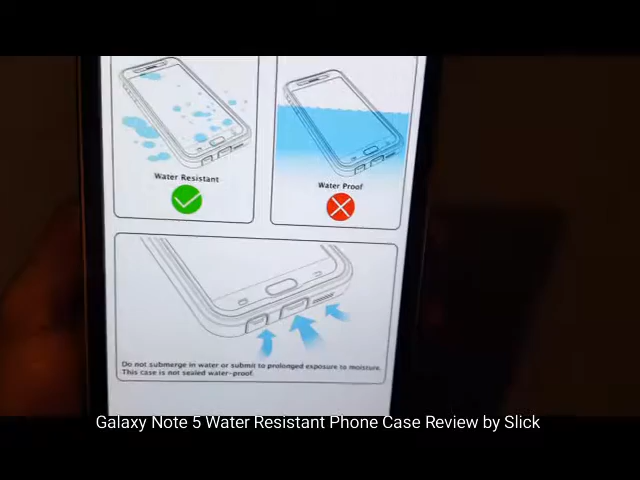 Water Resistant
Water Proof
Do not submerge in water or submit to prolonged exposure to moisture.
This case is not sealed water-proof.
Galaxy Note 5 Water Resistant Phone Case Review by Slick